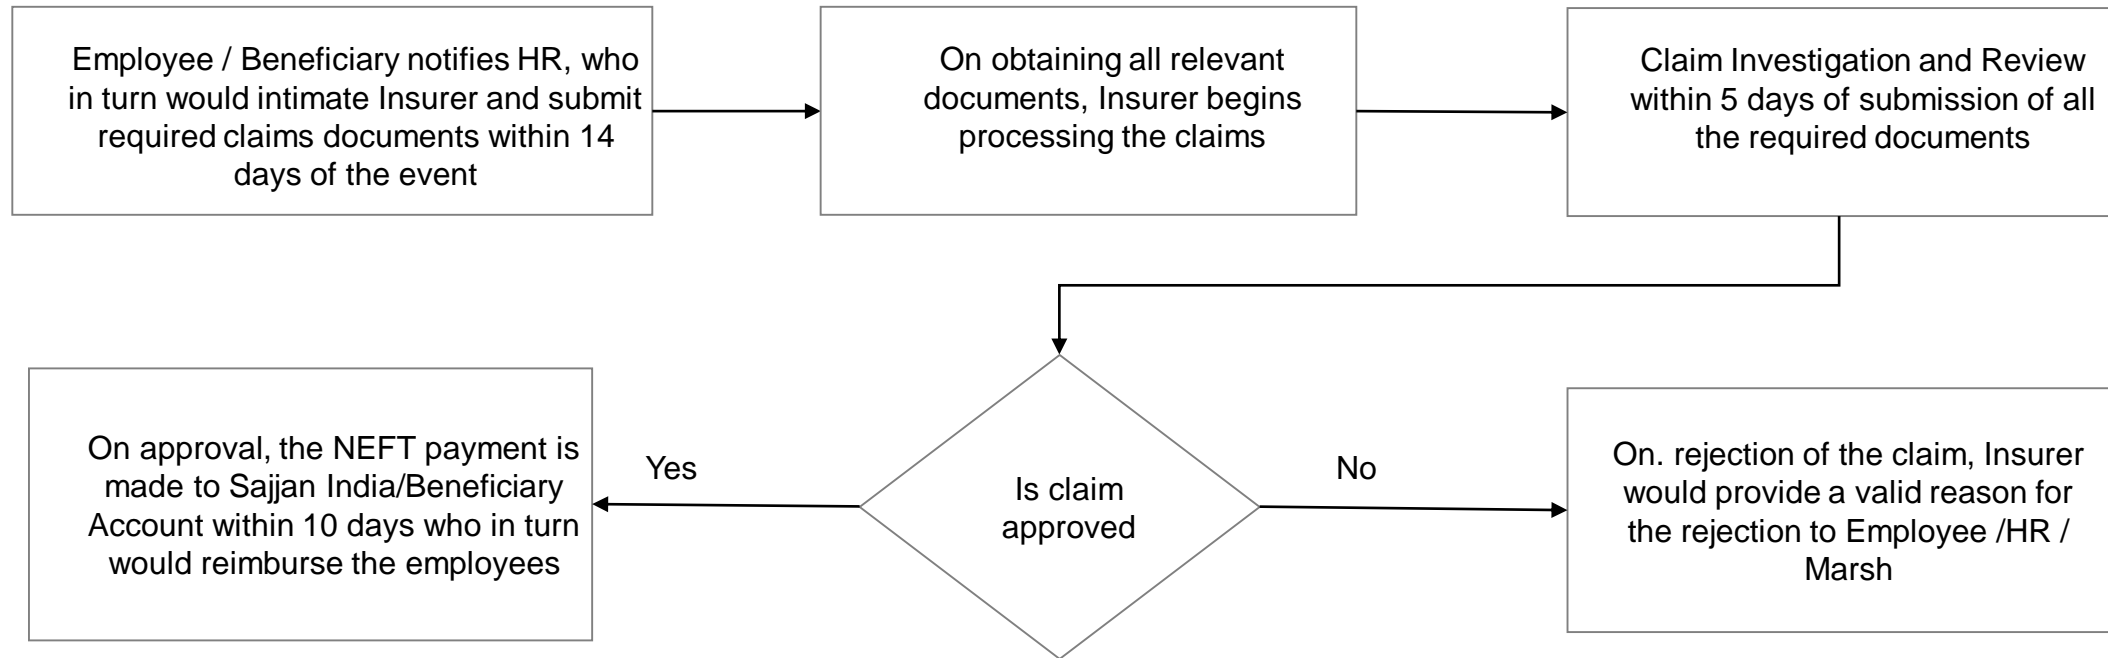 Employee / Beneficiary notifies HR, who
in turn would intimate Insurer and submit
required claims documents within 14
days of the event
On obtaining all relevant
documents, Insurer begins
processing the claims
Claim Investigation and Review
within 5 days of submission of all
the required documents
On approval, the NEFT payment is
made to Sajjan India/Beneficiary
Account within 10 days who in turn
would reimburse the employees
Yes
Is claim
approved
No
On. rejection of the claim, Insurer
would provide a valid reason for
the rejection to Employee /HR /
Marsh